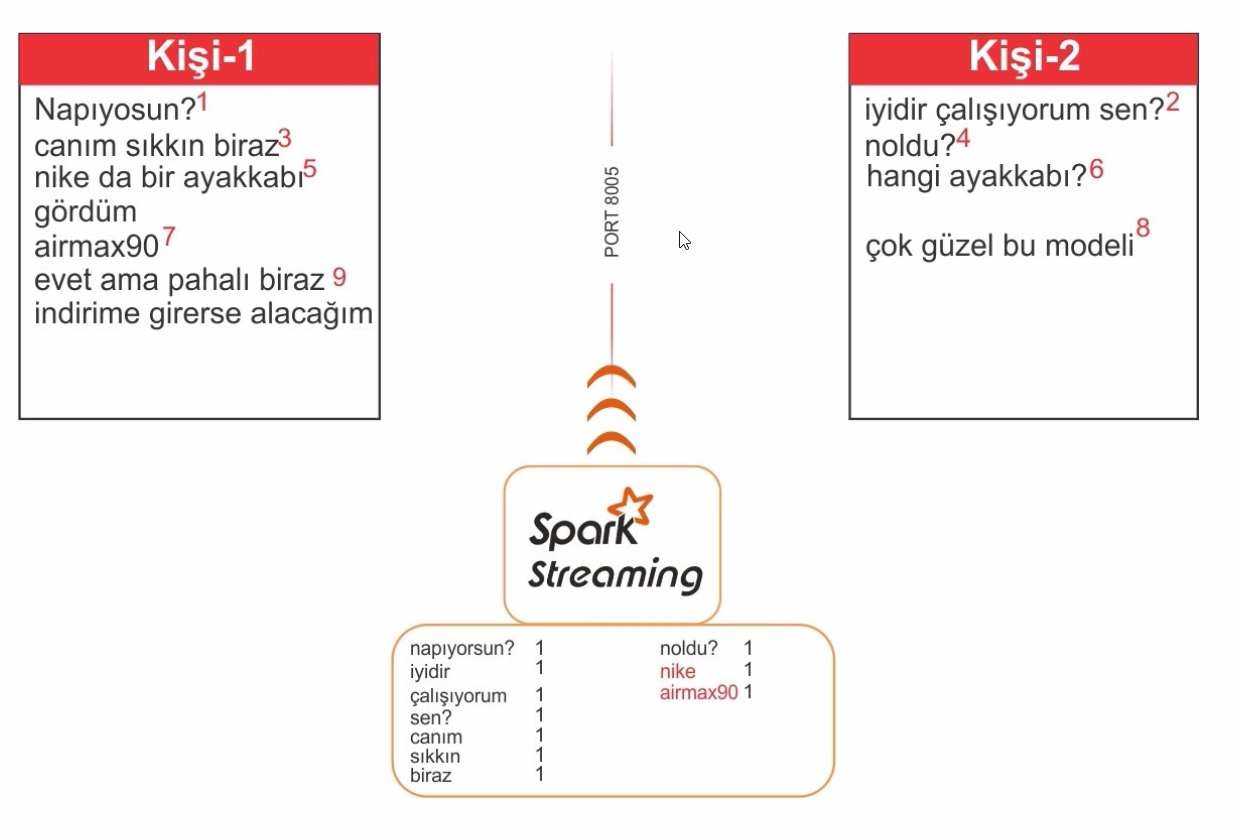 Kişi-1
Napıyosun?1
canım sıkkın biraz3
nike da bir ayakkabı5
gördüm
airmax907
evet ama pahalı biraz 9
indirime girerse alacağım
PORT 8005
Kişi-2
iyidir çalışıyorum sen?2
noldu?4
hangi ayakkabı?6
çok güzel bu modeli8
Spark
Streaming
napıyorsun? 1
iyidir 1
çalışıyorum 1
sen? 1
canım 1
sıkkın 1
biraz 1
noldu? 1
nike 1
airmax90 1